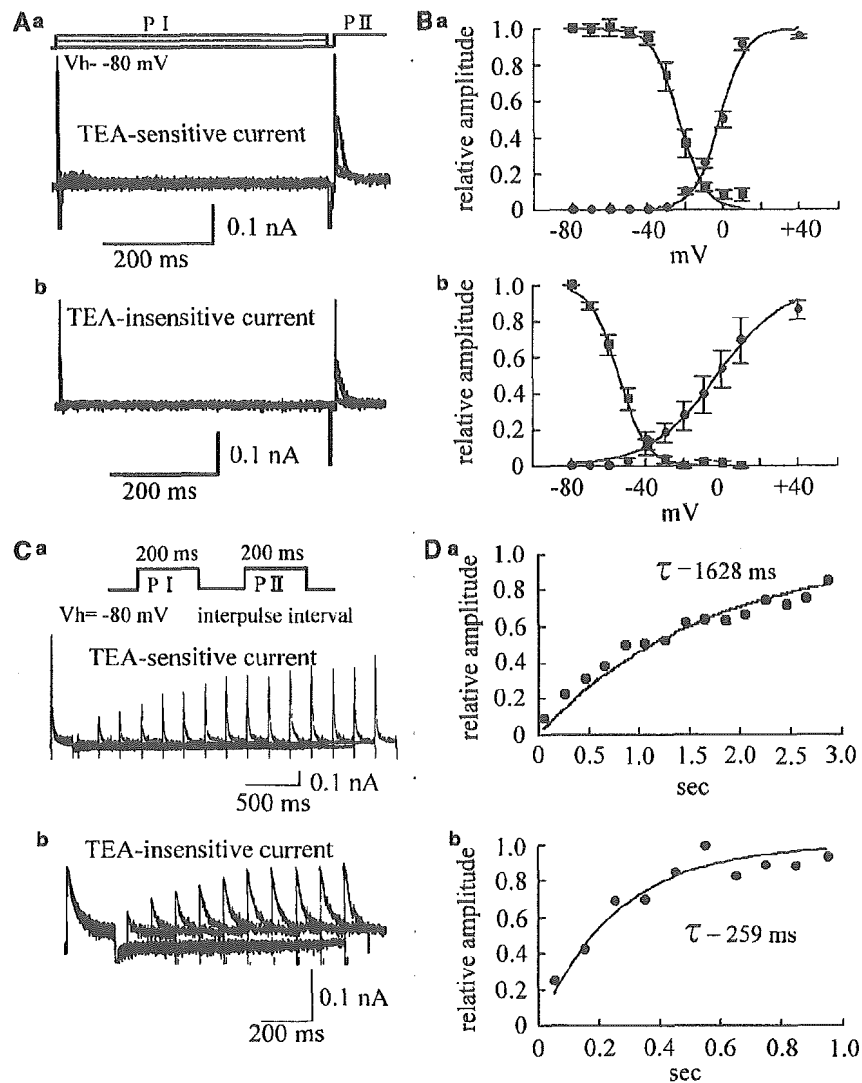 Aa
P I
P II
Vh- -80 mV
TEA-sensitive current
0.1 nA
200 ms
b
TEA-insensitive current
0.1 nA
200 ms
Ba
relative amplitude
1.0
0.8
0.6
0.4
0.2
0
-80
-40
0
+40
mV
b
relative amplitude
1.0
0.8
0.6
0.4
0.2
0
-80
-40
0
+40
mV
Ca
200 ms
200 ms
P I
P II
Vh= -80 mV
interpulse interval
TEA-sensitive current
0.1 nA
500 ms
b
TEA-insensitive current
0.1 nA
200 ms
Da
τ -1628 ms
relative amplitude
1.0
0.8
0.6
0.4
0.2
0
0.0
0.5
1.0
1.5
2.0
2.5
3.0
sec
b
relative amplitude
1.0
0.8
0.6
0.4
0.2
0
τ - 259 ms
0
0.2
0.4
0.6
0.8
1.0
sec